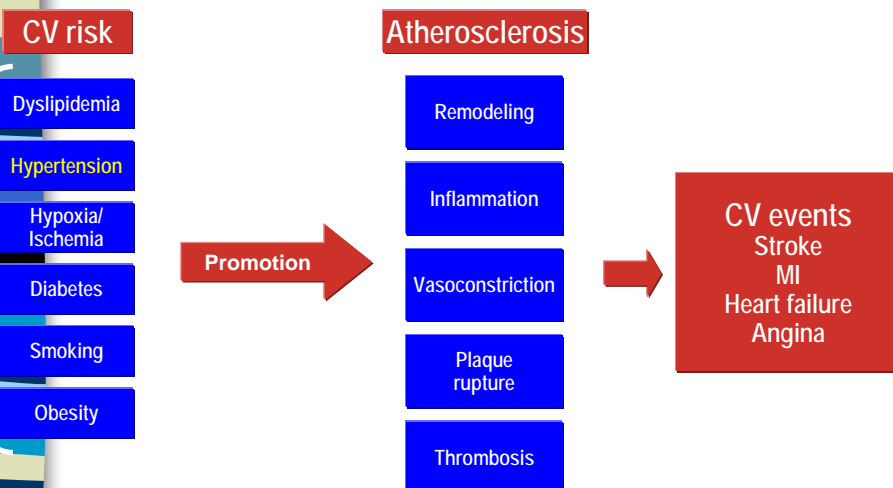 CV risk
Dyslipidemia
Hypertension
Hypoxia/
Ischemia
Diabetes
Smoking
Obesity
Promotion
Atherosclerosis
Remodeling
Inflammation
Vasoconstriction
Plaque
rupture
Thrombosis
CV events
Stroke
MI
Heart failure
Angina